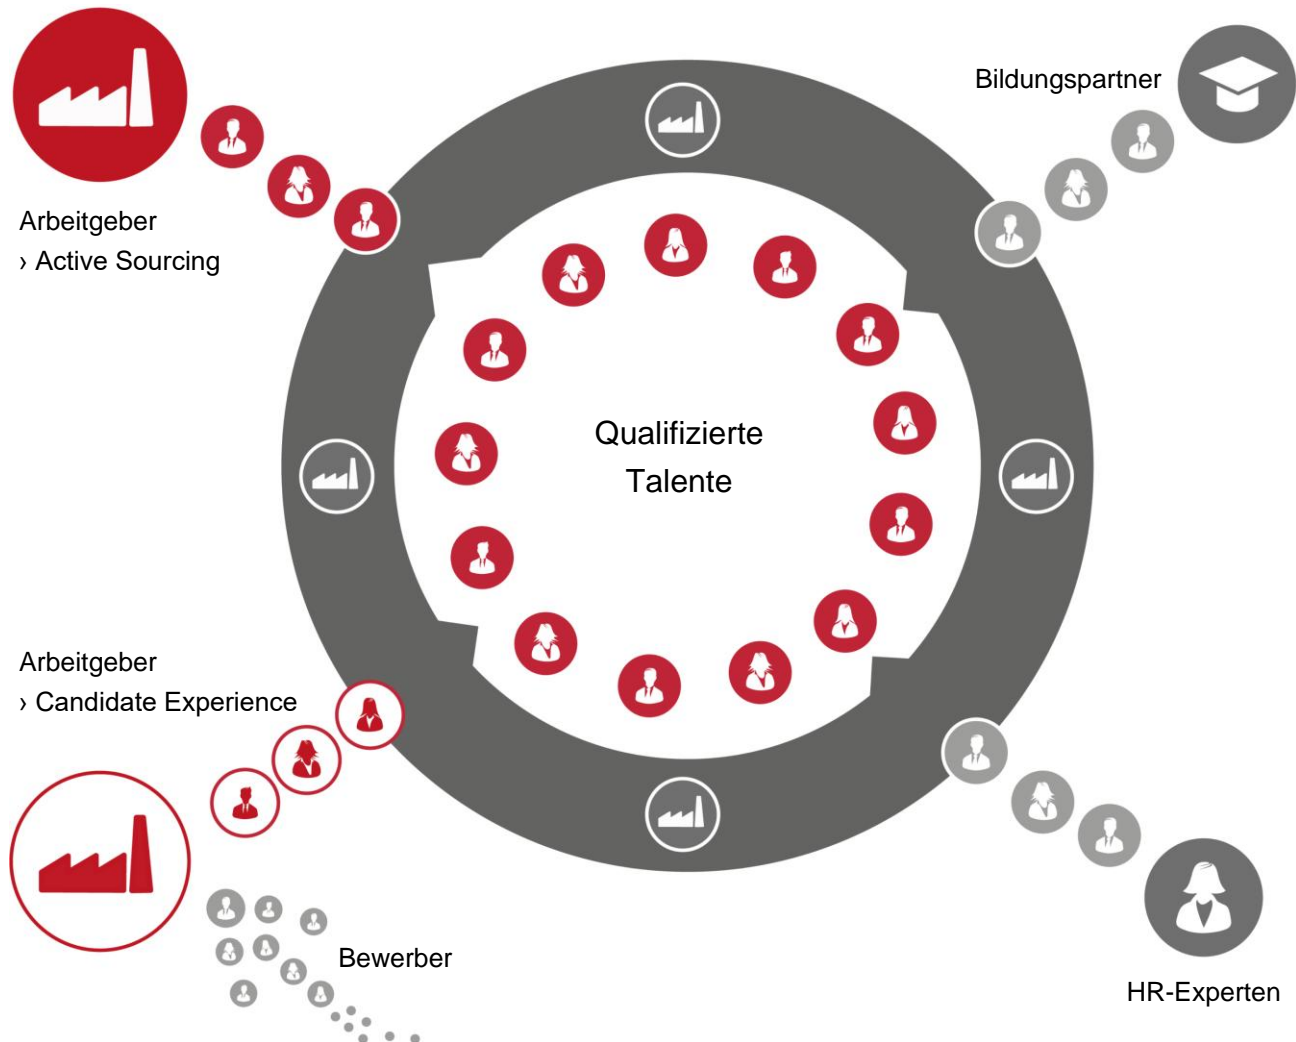 Bildungspartner
Arbeitgeber
› Active Sourcing
Qualifizierte
Talente
Arbeitgeber
› Candidate Experience
Bewerber
HR-Experten